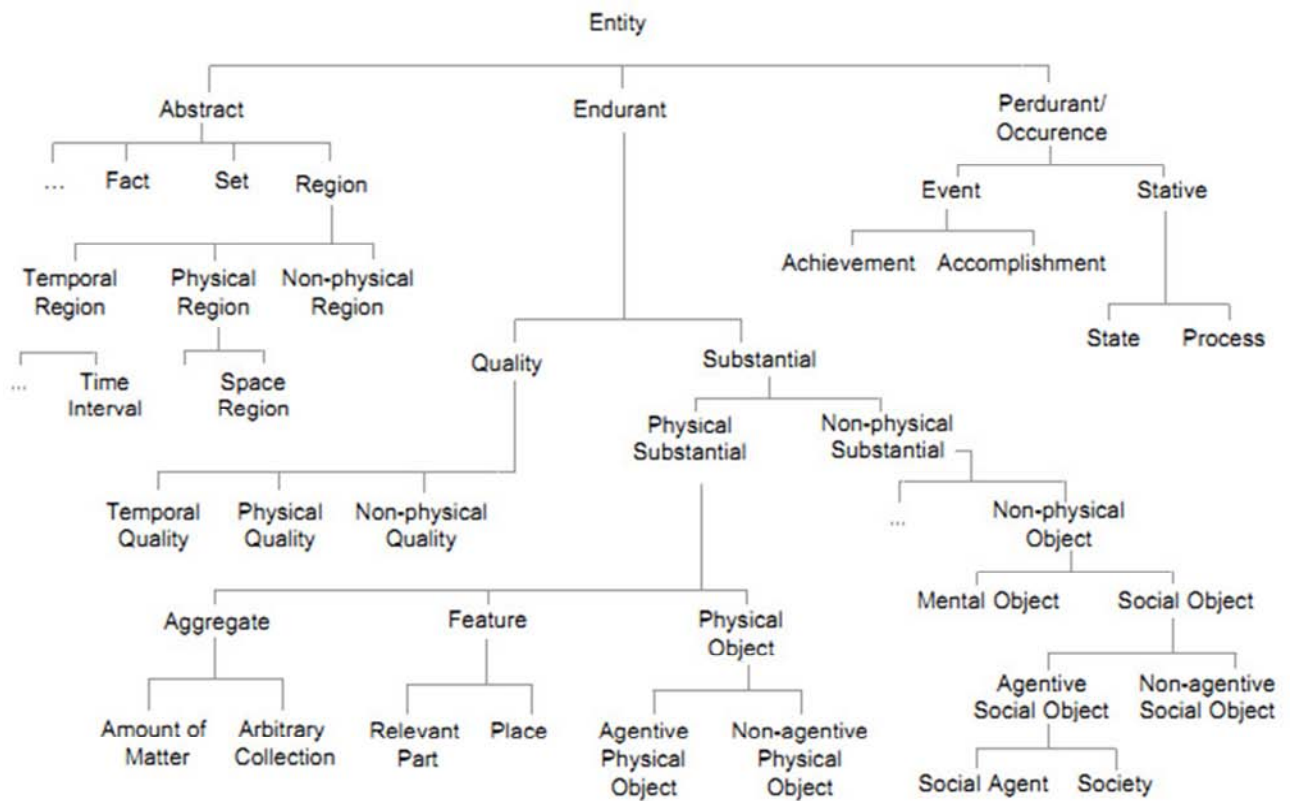 Entity
Abstract
Endurant
Perdurant/
Occurence
...
Fact
Set
Region
Event
Stative
Temporal
Region
Physical
Region
Non-physical
Region
Achievement
Accomplishment
State
Process
...
Time
Interval
Space
Region
Quality
Substantial
Physical
Substantial
Non-physical
Substantial
Temporal
Quality
Physical
Quality
Non-physical
Quality
...
Non-physical
Object
Mental Object
Social Object
Aggregate
Feature
Physical
Object
Agentive
Social Object
Non-agentive
Social Object
Amount of
Matter
Arbitrary
Collection
Relevant
Part
Place
Agentive
Physical
Object
Non-agentive
Physical
Object
Social Agent
Society